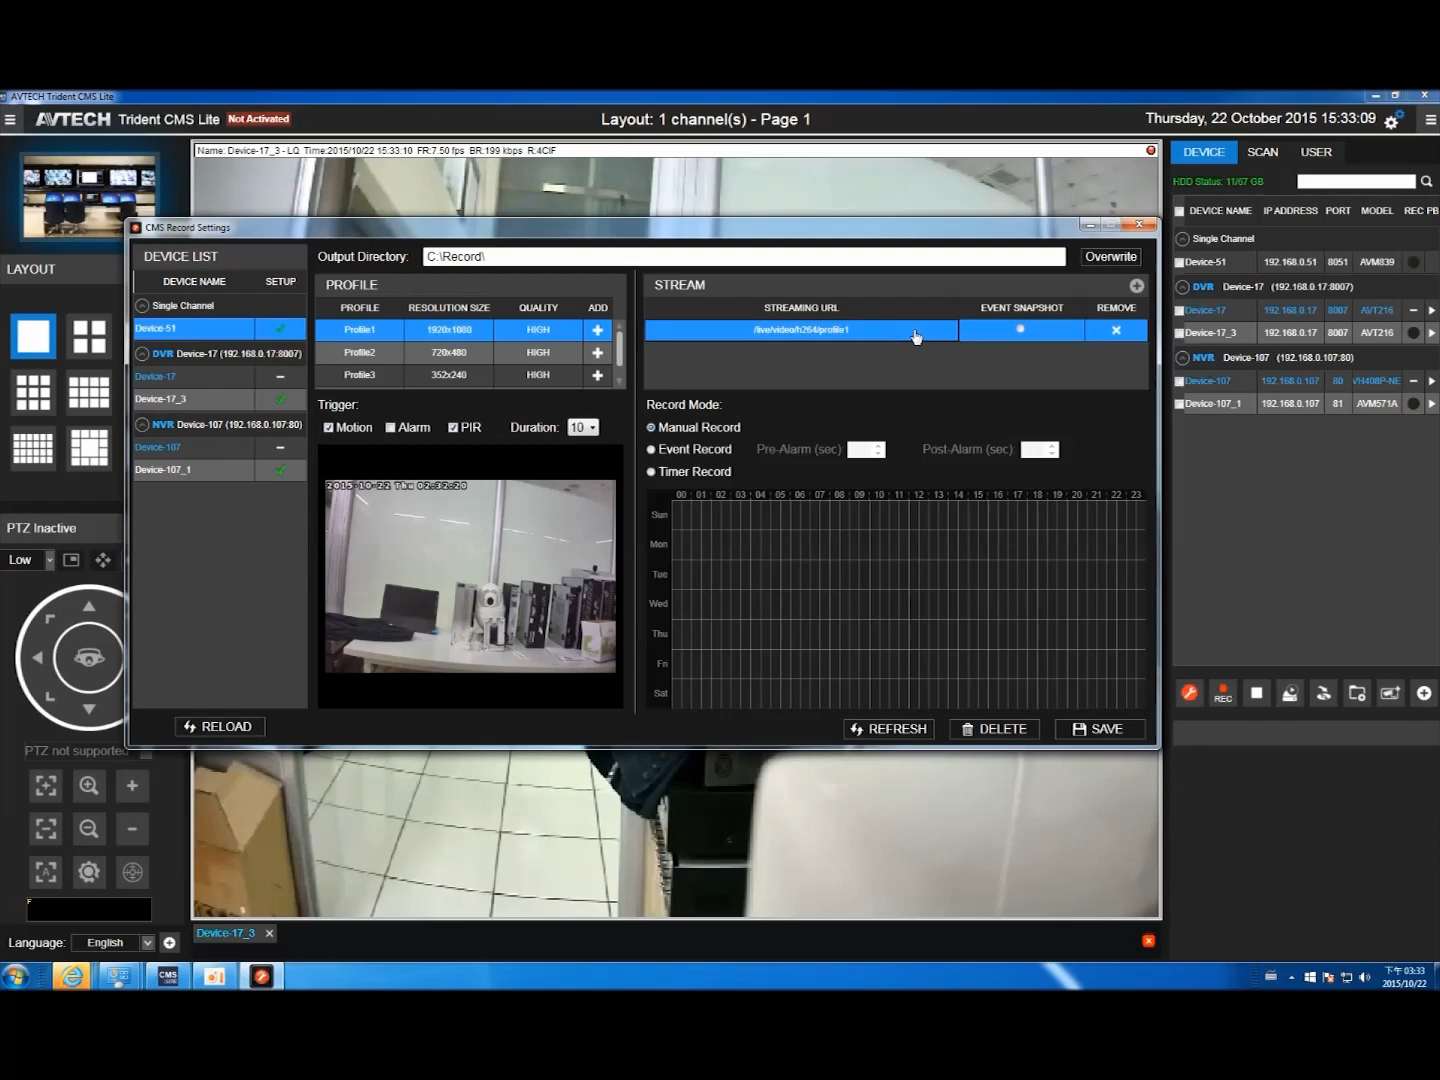 AVTECH Trident CMS Lite
AVTECH Trident CMS Lite Not Activated
Layout: 1 channel(s) - Page 1
Thursday, 22 October 2015 15:33:09
Name: Device-17_3 - LQ Time:2015/10/22 15:33:10 FR:7.50 fps BR:199 kbps R:4CIF
DEVICE SCAN USER
HDD Status: 11/67 GB
DEVICE NAME IP ADDRESS PORT MODEL REC PB
Single Channel
Device-51 192.168.0.51 8051 AVM839
DVR Device-17 (192.168.0.17:8007)
Device-17 192.168.0.17 8007 AVT216
Device-17_3 192.168.0.17 8007 AVT216
NVR Device-107 (192.168.0.107:80)
Device-107 192.168.0.107 80 VH408P-NE
Device-107_1 192.168.0.107 81 AVM571A
REC
LAYOUT
PTZ Inactive
Low
PTZ not supported
F
Language: English
CMS Record Settings
DEVICE LIST
DEVICE NAME SETUP
Single Channel
Device-51
DVR Device-17 (192.168.0.17:8007)
Device-17
Device-17_3
NVR Device-107 (192.168.0.107:80)
Device-107
Device-107_1
RELOAD
Output Directory: C:\Record\ Overwrite
PROFILE
PROFILE RESOLUTION SIZE QUALITY ADD
Profile1 1920x1080 HIGH
Profile2 720x480 HIGH
Profile3 352x240 HIGH
Trigger:
Motion Alarm PIR Duration: 10
2015-10-22 Thu 02:32:20
STREAM
STREAMING URL EVENT SNAPSHOT REMOVE
/live/video/h264/profile1
Record Mode:
Manual Record
Event Record Pre-Alarm (sec): Post-Alarm (sec):
Timer Record
00 01 02 03 04 05 06 07 08 09 10 11 12 13 14 15 16 17 18 19 20 21 22 23
Sun
Mon
Tue
Wed
Thu
Fri
Sat
REFRESH DELETE SAVE
Device-17_3
CMS
LITE
下午 03:33
2015/10/22